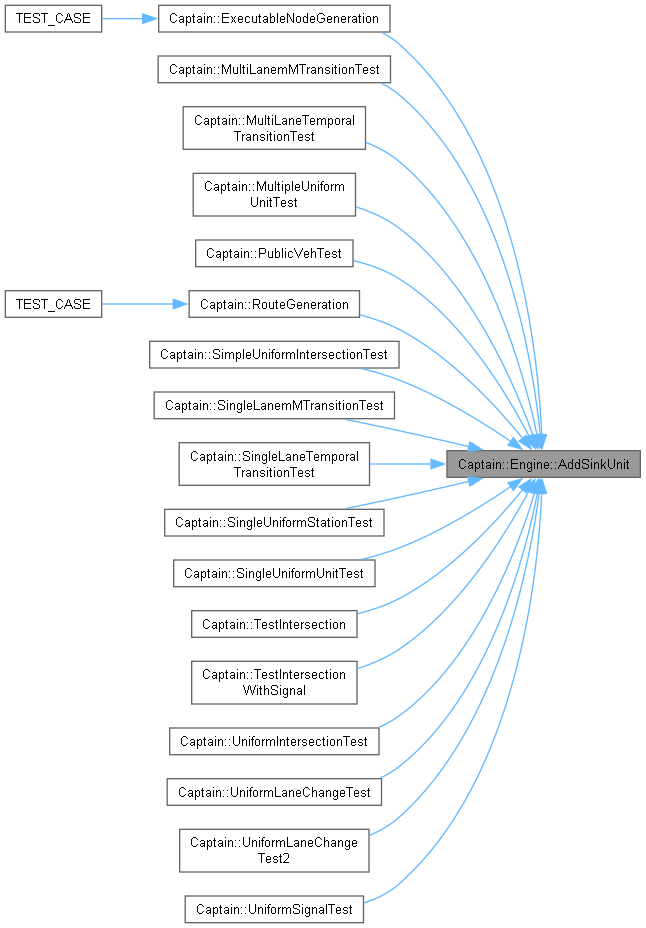 TEST_CASE
Captain::ExecutableNodeGeneration
Captain::MultiLanemMTransitionTest
Captain::MultiLaneTemporal
TransitionTest
Captain::MultipleUniform
UnitTest
Captain::PublicVehTest
TEST_CASE
Captain::RouteGeneration
Captain::SimpleUniformIntersectionTest
Captain::SingleLanemMTransitionTest
Captain::SingleLaneTemporal
TransitionTest
Captain::Engine::AddSinkUnit
Captain::SingleUniformStationTest
Captain::SingleUniformUnitTest
Captain::TestIntersection
Captain::TestIntersection
WithSignal
Captain::UniformIntersectionTest
Captain::UniformLaneChangeTest
Captain::UniformLaneChange
Test2
Captain::UniformSignalTest